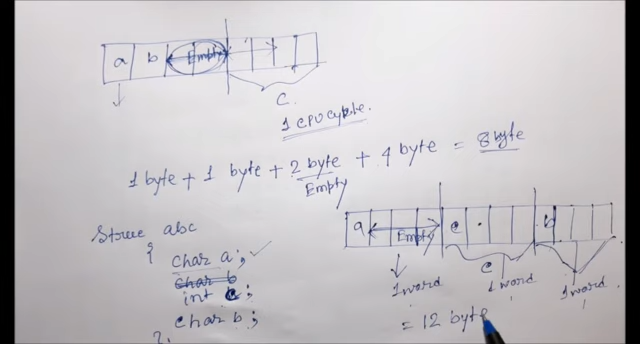 a b Empty
C.
1 CPU Cycle.
1 byte + 1 byte + 2 byte + 4 byte = 8 byte
Empty
Struc abc
{ char a;
char b
int c;
char b;
}.
a Empty c b
c
1 word 1 word 1 word
= 12 byte